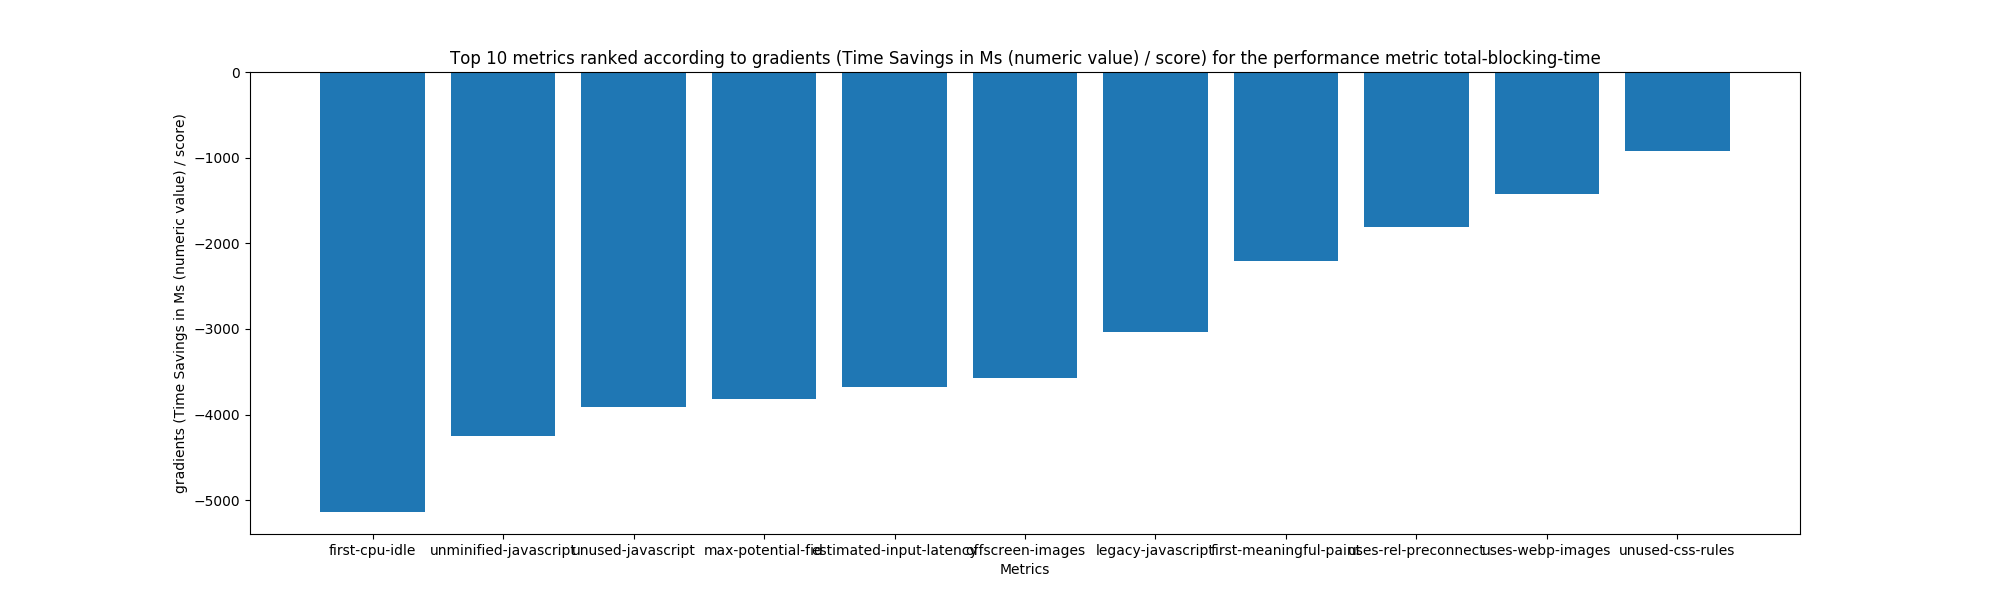 Top 10 metrics ranked according to gradients (Time Savings in Ms (numeric value) / score) for the performance metric total-blocking-time
gradients (Time Savings in Ms (numeric value) / score)
0
−1000
−2000
−3000
−4000
−5000
first-cpu-idle unminified-javascript unused-javascript max-potential-fid estimated-input-latency offscreen-images legacy-javascript first-meaningful-paint uses-rel-preconnect uses-webp-images unused-css-rules
Metrics